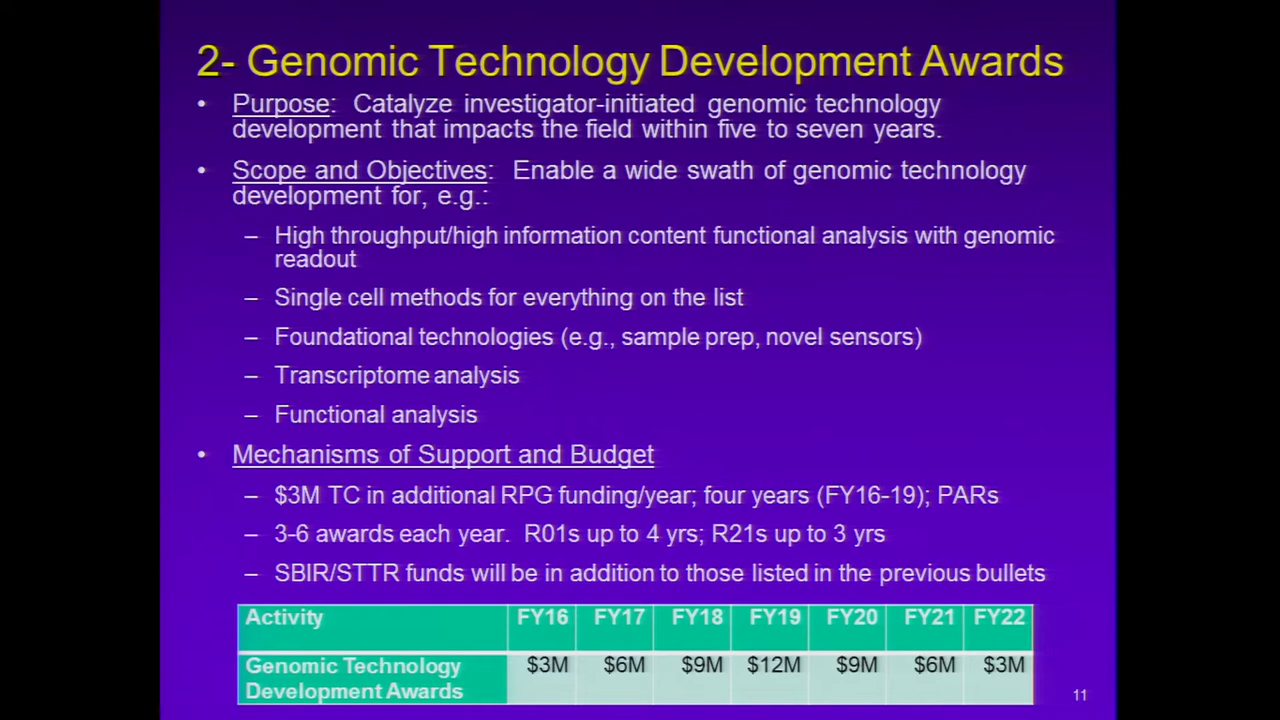 2- Genomic Technology Development Awards
• Purpose: Catalyze investigator-initiated genomic technology
development that impacts the field within five to seven years.
• Scope and Objectives: Enable a wide swath of genomic technology
development for, e.g.:
– High throughput/high information content functional analysis with genomic
readout
– Single cell methods for everything on the list
– Foundational technologies (e.g., sample prep, novel sensors)
– Transcriptome analysis
– Functional analysis
• Mechanisms of Support and Budget
– $3M TC in additional RPG funding/year; four years (FY16-19); PARs
– 3-6 awards each year. R01s up to 4 yrs; R21s up to 3 yrs
– SBIR/STTR funds will be in addition to those listed in the previous bullets
Activity FY16 FY17 FY18 FY19 FY20 FY21 FY22
Genomic Technology $3M $6M $9M $12M $9M $6M $3M
Development Awards
11